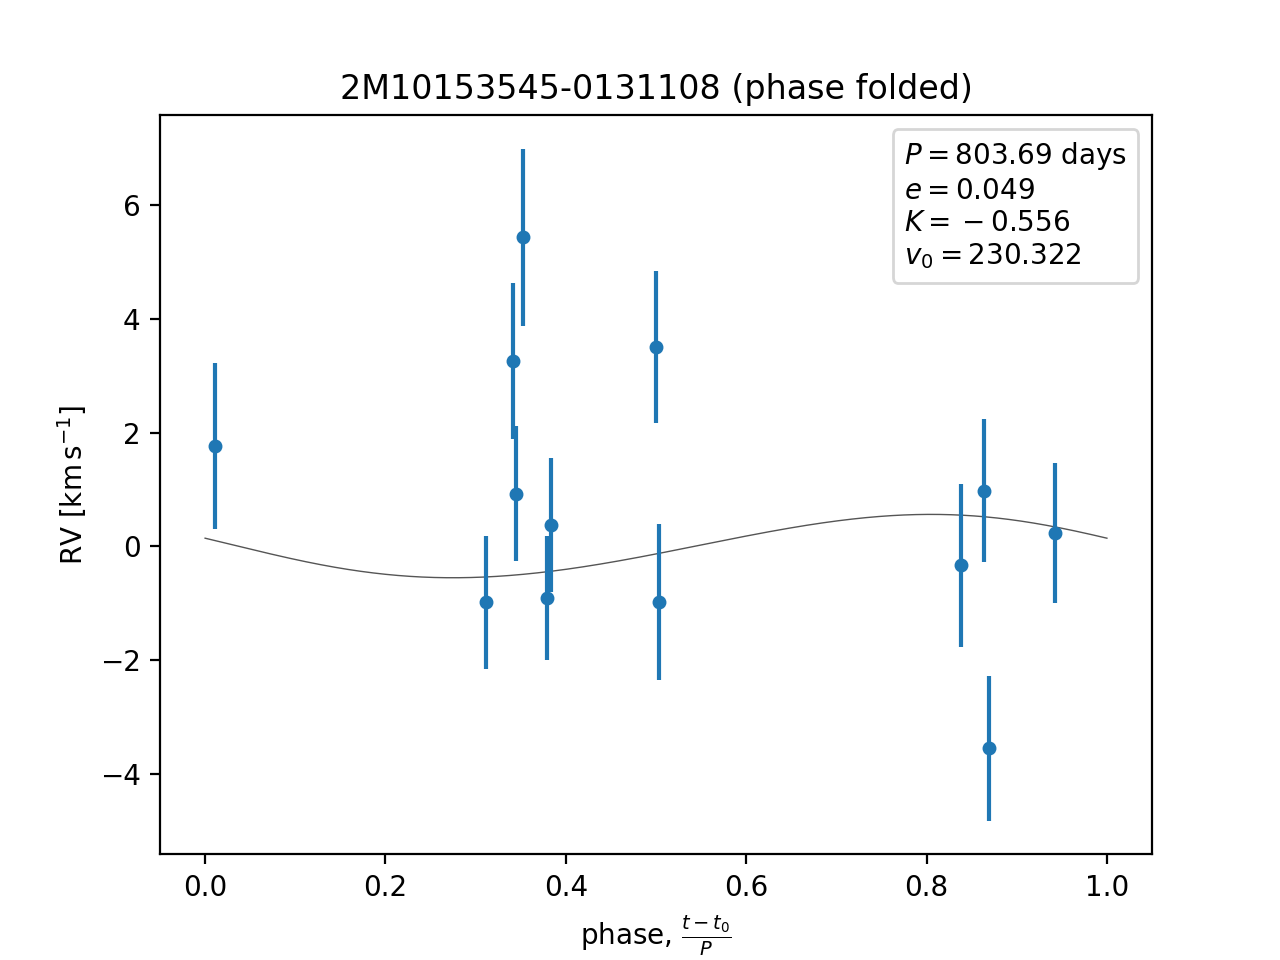 2M10153545-0131108 (phase folded)
P = 803.69 days
e = 0.049
K = −0.556
v₀ = 230.322
6
4
2
0
−2
−4
RV [km s⁻¹]
0.0 0.2 0.4 0.6 0.8 1.0
phase, (t − t₀)/P